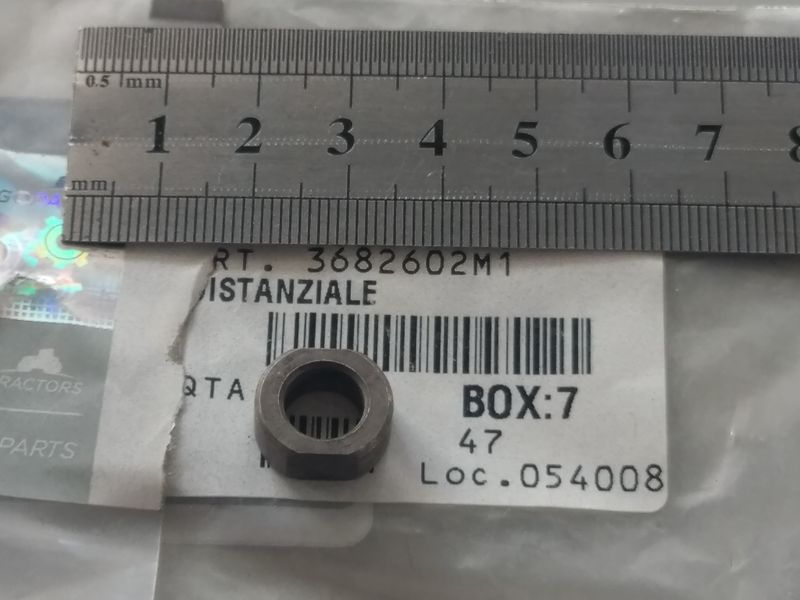 0.5 mm
1 2 3 4 5 6 7 8
mm
RT. 3682602M1
DISTANZIALE
QTA
BOX:7
47
Loc.054008
RACTORS
PARTS